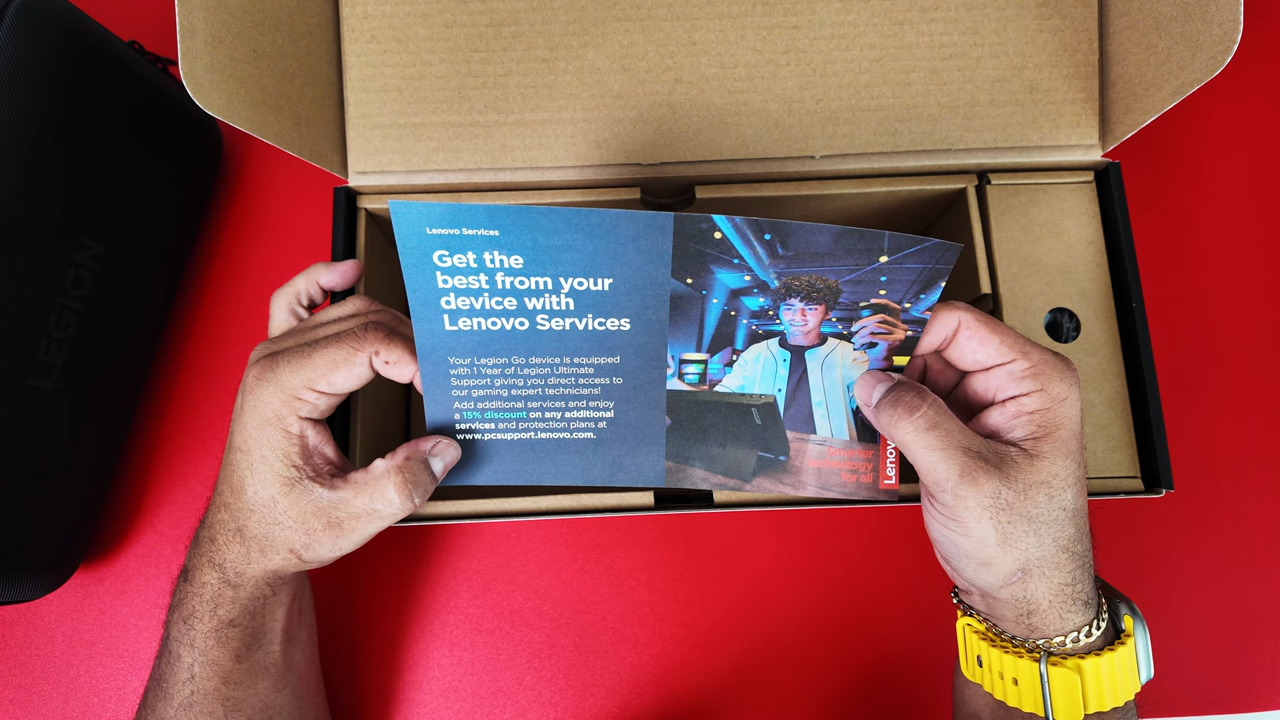 LEGION
Lenovo Services
Get the
best from your
device with
Lenovo Services
Your Legion Go device is equipped
with 1 Year of Legion Ultimate
Support giving you direct access to
our gaming expert technicians!
Add additional services and enjoy
a 15% discount on any additional
services and protection plans at
www.pcsupport.lenovo.com.
Smarter
technology
for all
Lenovo